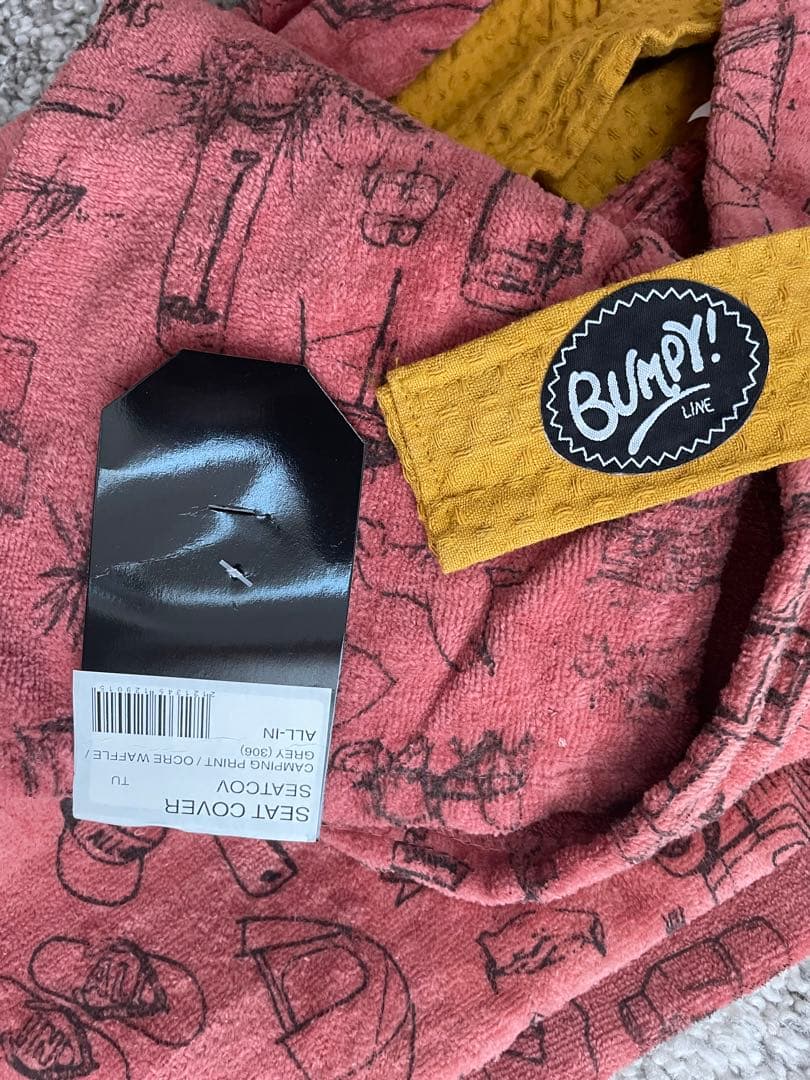 BUMPY!
LINE
SEAT COVER
SEATCOV TU
CAMPING PRINT / OCRE WAFFLE /
GREY (306)
ALL-IN